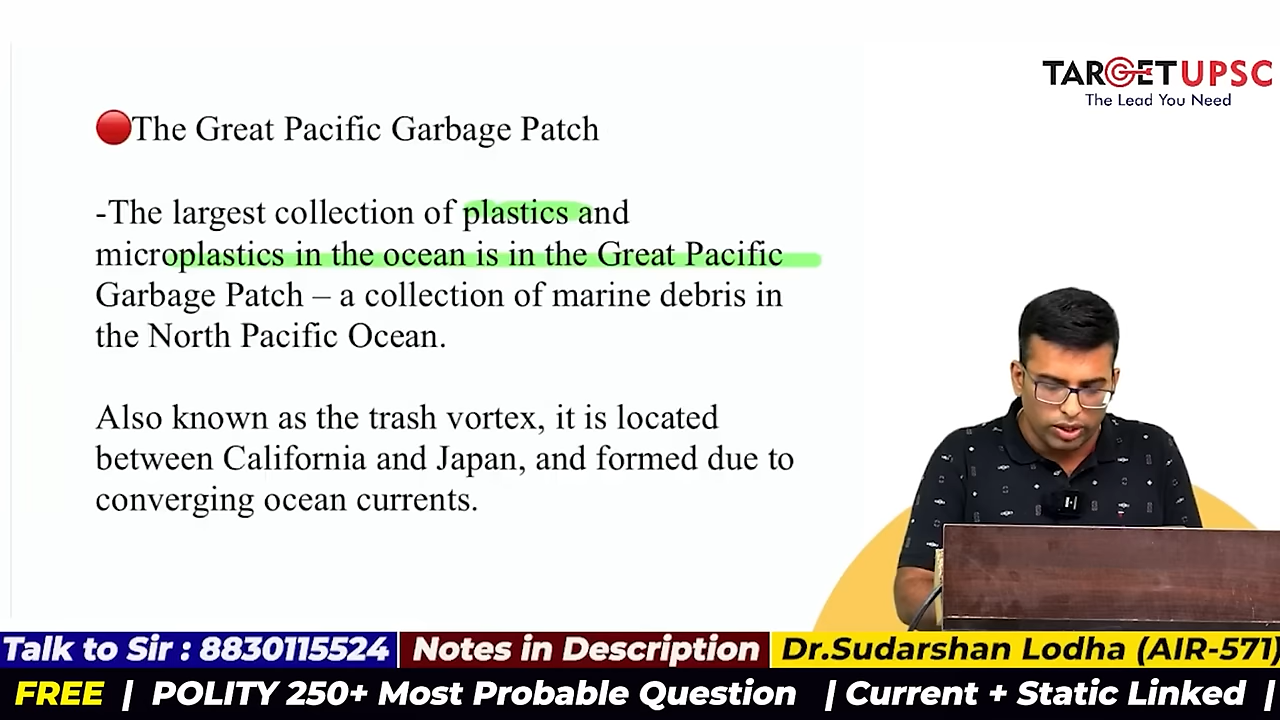 TARGETUPSC
The Lead You Need
The Great Pacific Garbage Patch
-The largest collection of plastics and
microplastics in the ocean is in the Great Pacific
Garbage Patch – a collection of marine debris in
the North Pacific Ocean.
Also known as the trash vortex, it is located
between California and Japan, and formed due to
converging ocean currents.
Talk to Sir : 8830115524 Notes in Description Dr.Sudarshan Lodha (AIR-571)
FREE | POLITY 250+ Most Probable Question | Current + Static Linked |